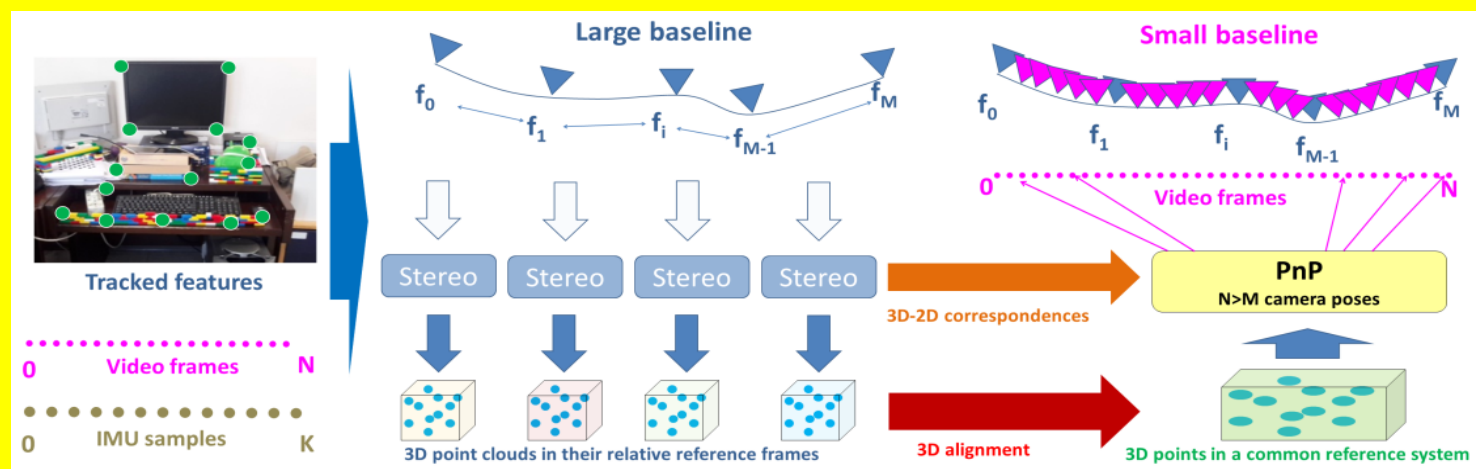 Tracked features
0
Video frames
N
0
IMU samples
K
Large baseline
f0
f1
fi
fM-1
fM
Stereo
Stereo
Stereo
Stereo
3D point clouds in their relative reference frames
3D-2D correspondences
3D alignment
Small baseline
f0
f1
fi
fM-1
fM
0
Video frames
N
PnP
N>M camera poses
3D points in a common reference system